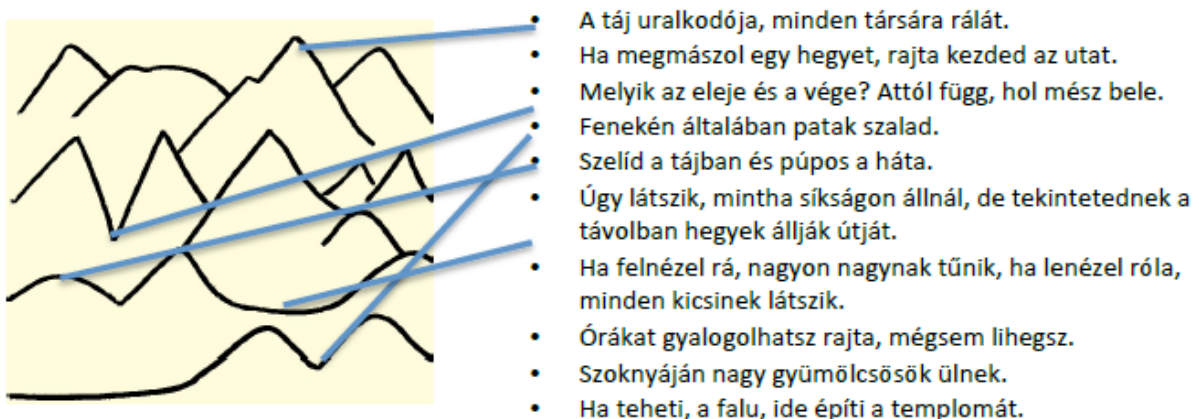 • A táj uralkodója, minden társára rálát.
• Ha megmászol egy hegyet, rajta kezded az utat.
• Melyik az eleje és a vége? Attól függ, hol mész bele.
• Fenekén általában patak szalad.
• Szelíd a tájban és púpos a háta.
• Úgy látszik, mintha síkságon állnál, de tekintetednek a
távolban hegyek állják útját.
• Ha felnézel rá, nagyon nagynak tűnik, ha lenézel róla,
minden kicsinek látszik.
• Órákat gyalogolhatsz rajta, mégsem lihegsz.
• Szoknyáján nagy gyümölcsösök ülnek.
• Ha teheti, a falu, ide építi a templomát.